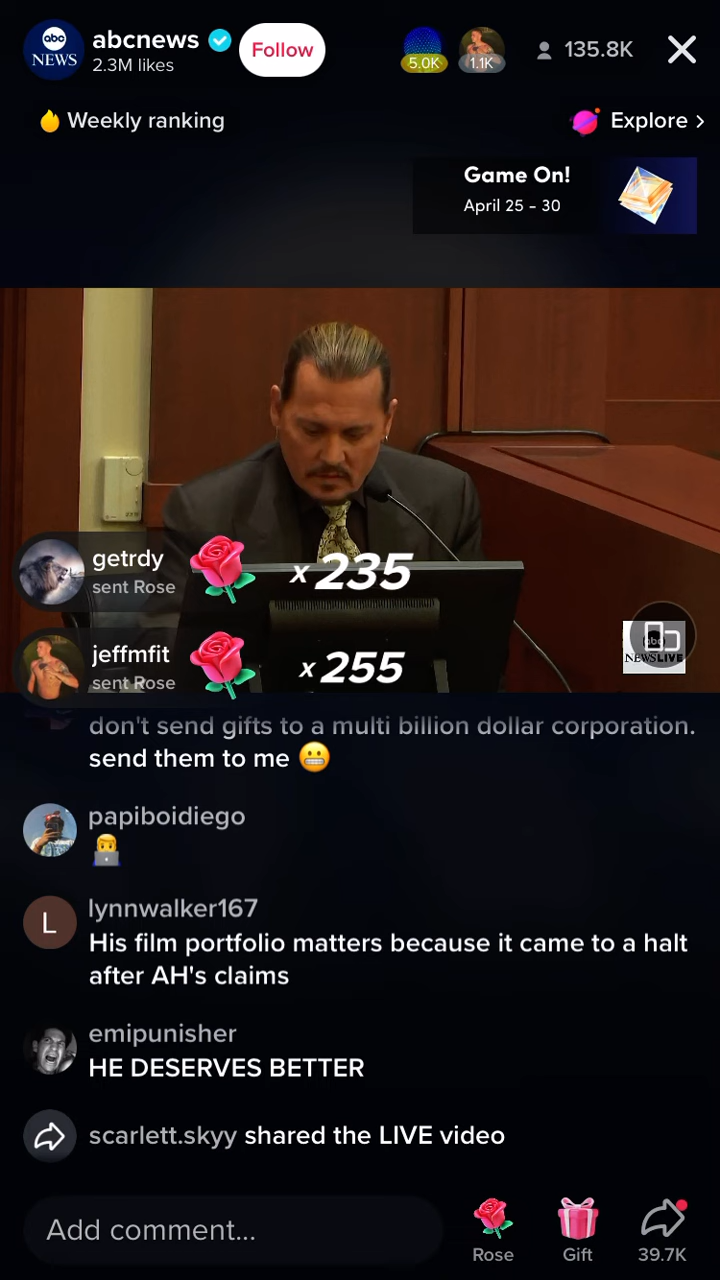 abc
NEWS
abcnews
2.3M likes
Follow
5.0K
1.1K
135.8K
Weekly ranking
Explore >
Game On!
April 25 - 30
getrdy
sent Rose
x 235
jeffmfit
sent Rose
x 255
abc
NEWSLIVE
don't send gifts to a multi billion dollar corporation.
send them to me 😬
papiboidiego
👨‍💻
L
lynnwalker167
His film portfolio matters because it came to a halt
after AH's claims
emipunisher
HE DESERVES BETTER
scarlett.skyy shared the LIVE video
Add comment...
Rose
Gift
39.7K